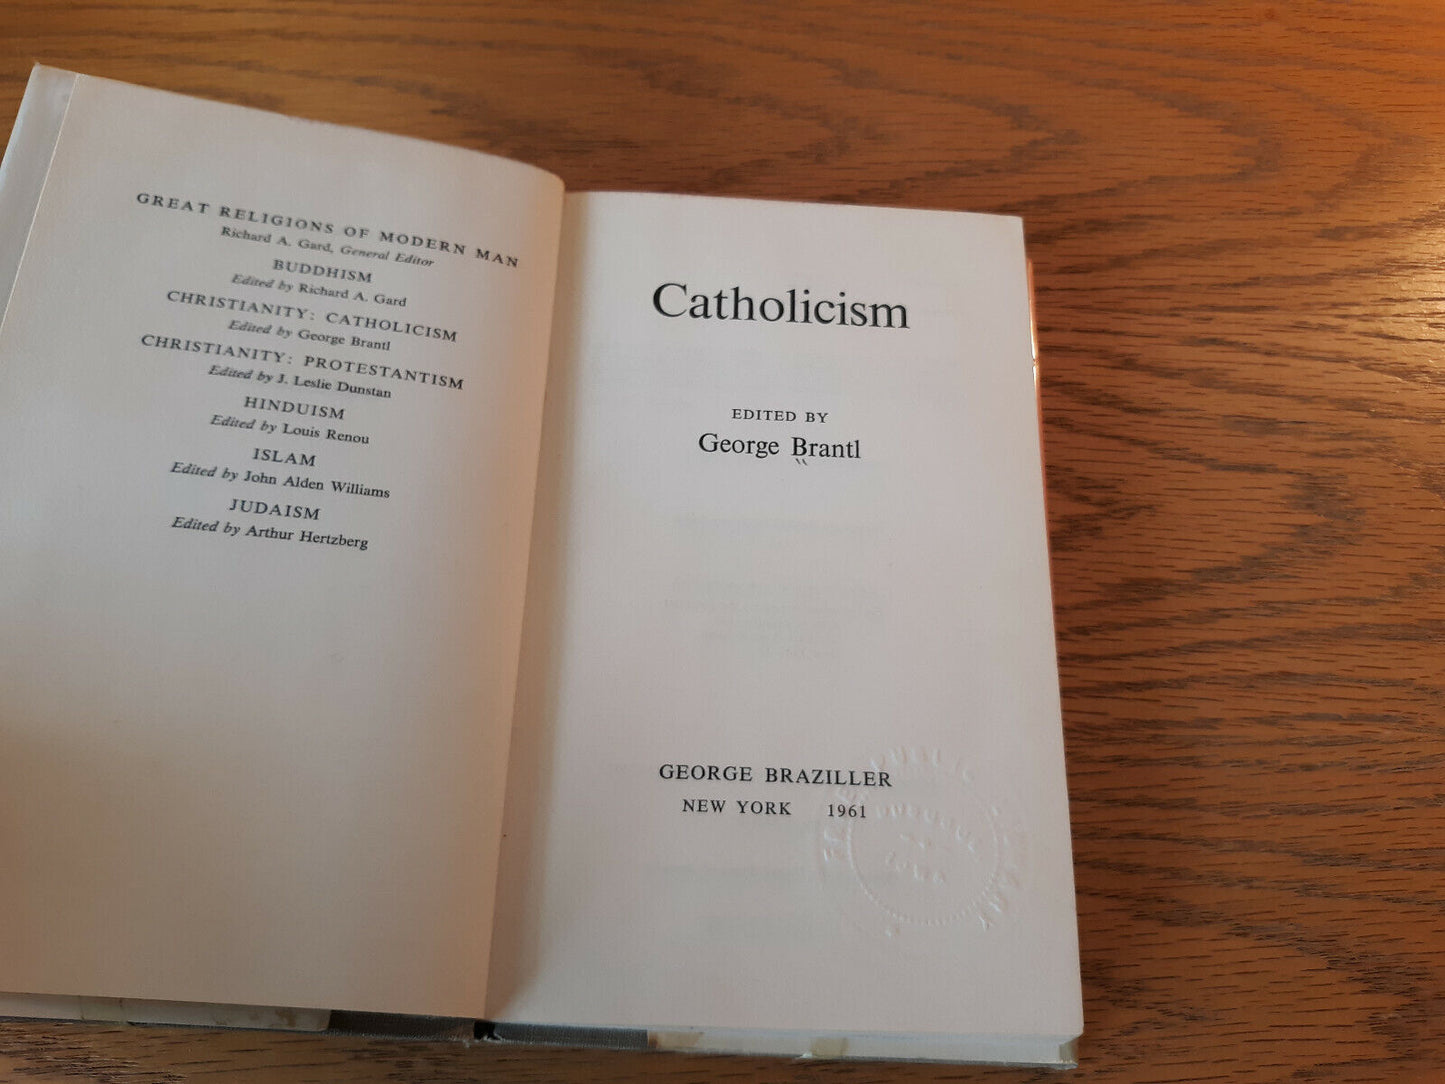 GREAT RELIGIONS OF MODERN MAN
Richard A. Gard, General Editor
BUDDHISM
Edited by Richard A. Gard
CHRISTIANITY: CATHOLICISM
Edited by George Brantl
CHRISTIANITY: PROTESTANTISM
Edited by J. Leslie Dunstan
HINDUISM
Edited by Louis Renou
ISLAM
Edited by John Alden Williams
JUDAISM
Edited by Arthur Hertzberg
Catholicism
EDITED BY
George Brantl
GEORGE BRAZILLER
NEW YORK 1961
PUBLIC